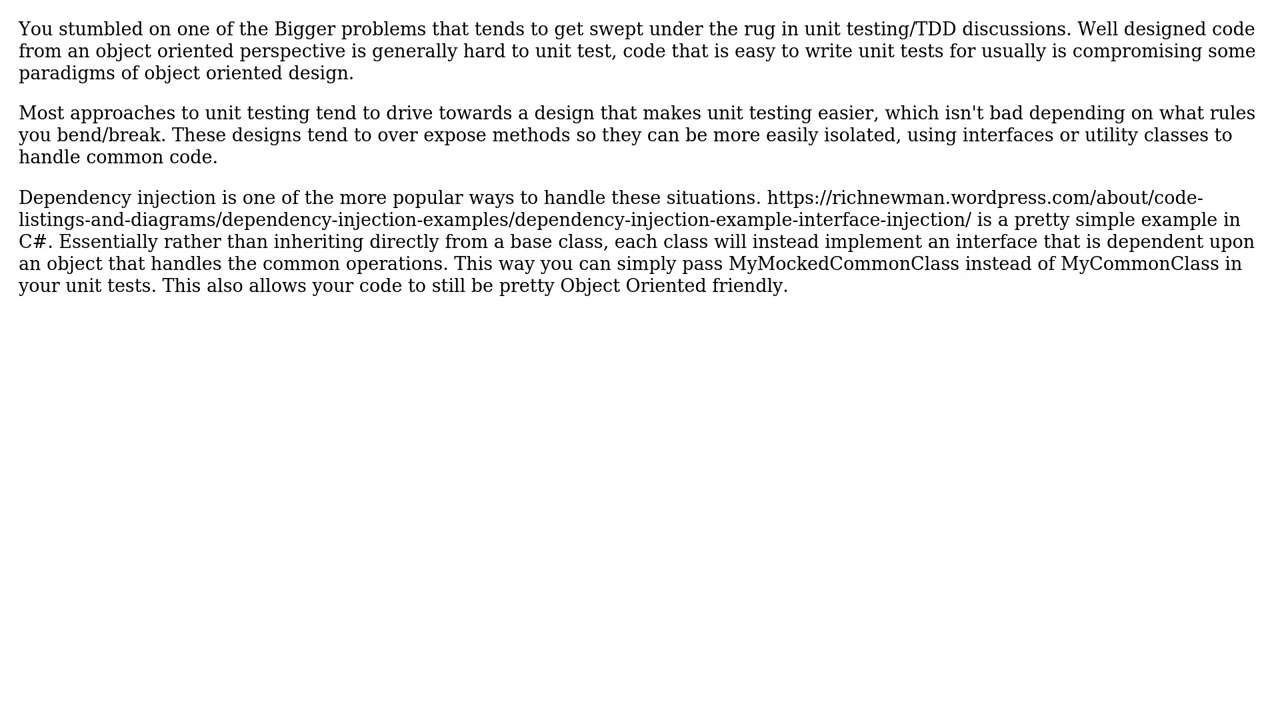 You stumbled on one of the Bigger problems that tends to get swept under the rug in unit testing/TDD discussions. Well designed code
from an object oriented perspective is generally hard to unit test, code that is easy to write unit tests for usually is compromising some
paradigms of object oriented design.
Most approaches to unit testing tend to drive towards a design that makes unit testing easier, which isn't bad depending on what rules
you bend/break. These designs tend to over expose methods so they can be more easily isolated, using interfaces or utility classes to
handle common code.
Dependency injection is one of the more popular ways to handle these situations. https://richnewman.wordpress.com/about/code-
listings-and-diagrams/dependency-injection-examples/dependency-injection-example-interface-injection/ is a pretty simple example in
C#. Essentially rather than inheriting directly from a base class, each class will instead implement an interface that is dependent upon
an object that handles the common operations. This way you can simply pass MyMockedCommonClass instead of MyCommonClass in
your unit tests. This also allows your code to still be pretty Object Oriented friendly.